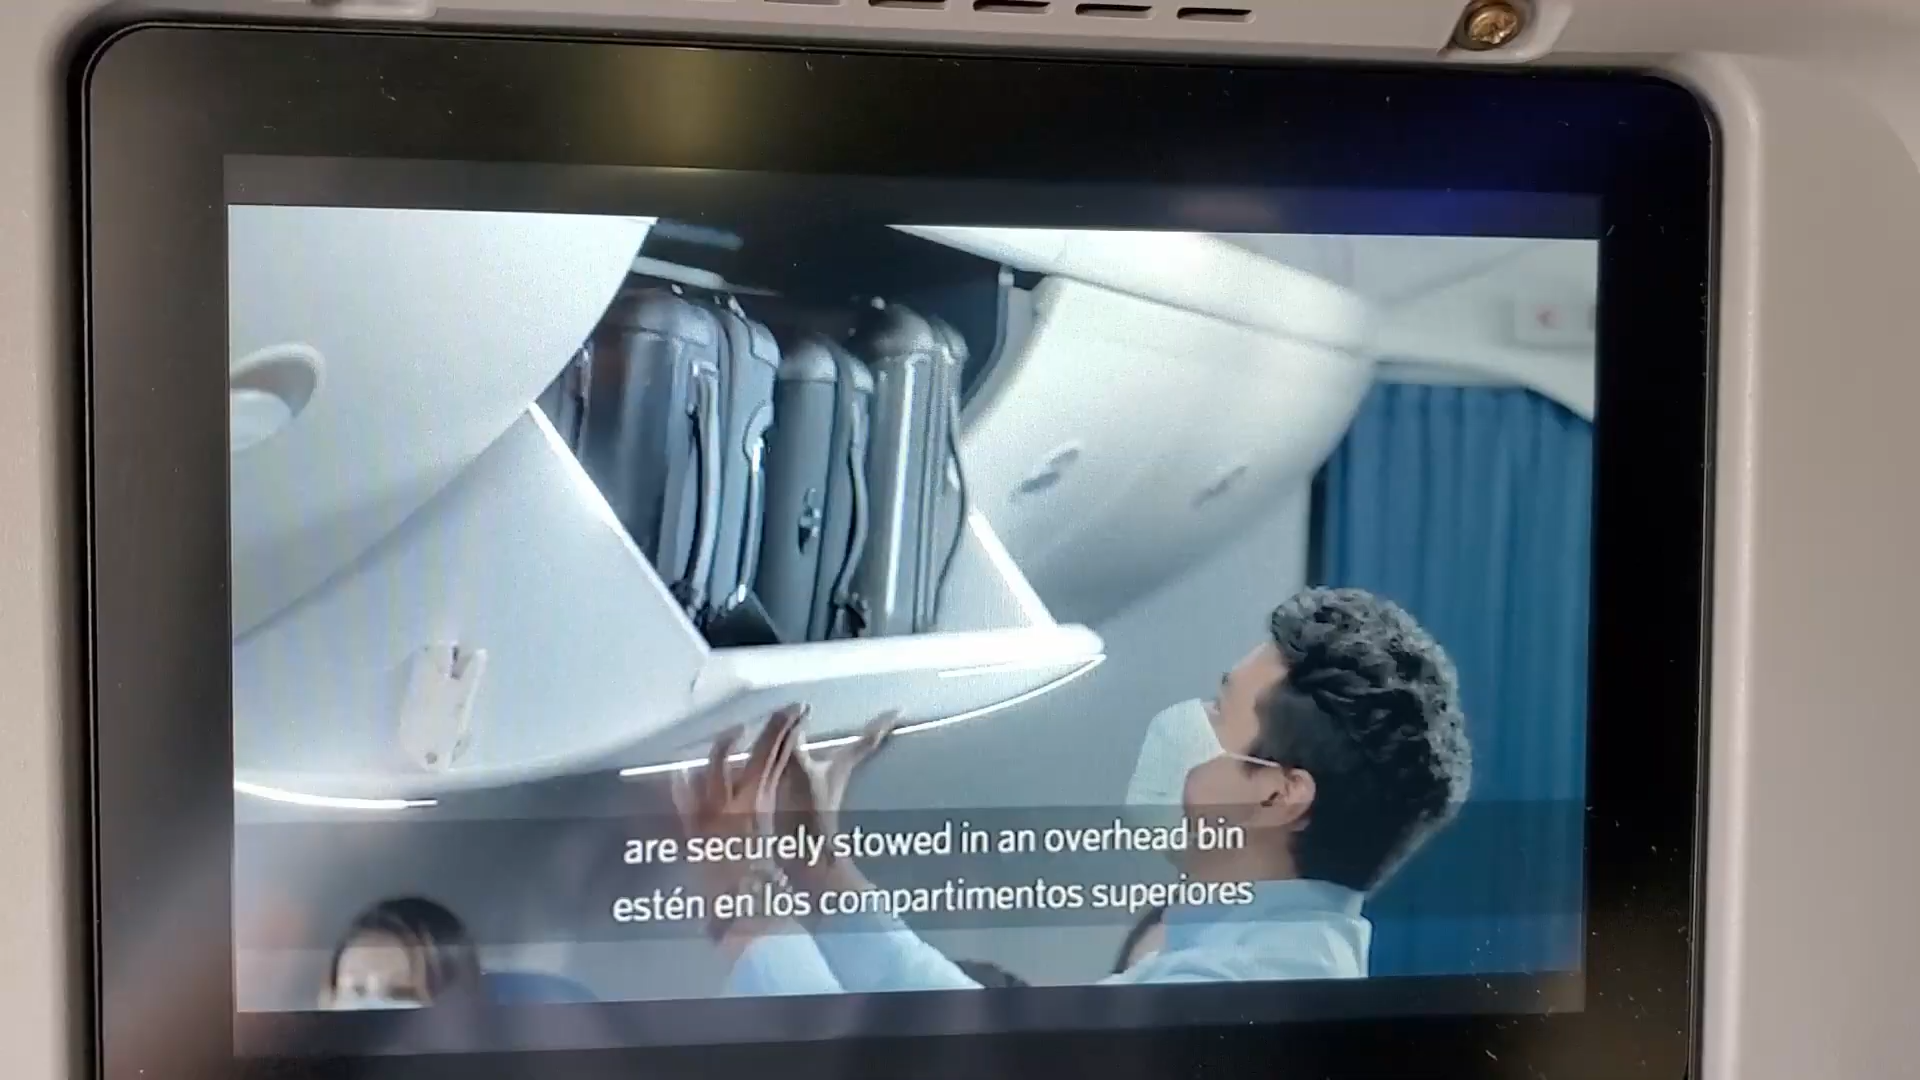 are securely stowed in an overhead bin
estén en los compartimentos superiores